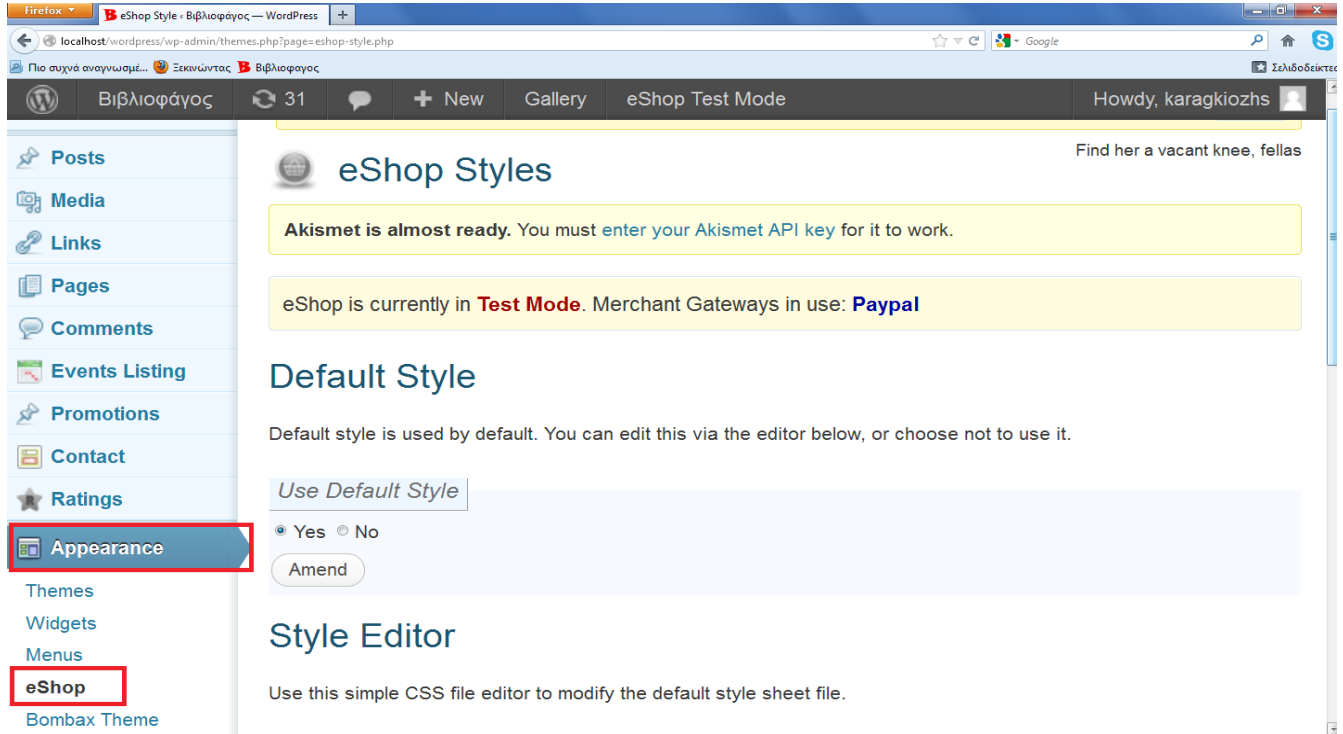 Firefox
eShop Style ‹ Βιβλιοφάγος — WordPress
localhost/wordpress/wp-admin/themes.php?page=eshop-style.php
Google
Πιο συχνά αναγνωσμέ... Ξεκινώντας Βιβλιοφαγος
Σελιδοδείκτες
Βιβλιοφάγος 31 New Gallery eShop Test Mode Howdy, karagkiozhs
Find her a vacant knee, fellas
Posts
Media
Links
Pages
Comments
Events Listing
Promotions
Contact
Ratings
Appearance
Themes
Widgets
Menus
eShop
Bombax Theme
eShop Styles
Akismet is almost ready. You must enter your Akismet API key for it to work.
eShop is currently in Test Mode. Merchant Gateways in use: Paypal
Default Style
Default style is used by default. You can edit this via the editor below, or choose not to use it.
Use Default Style
Yes No
Amend
Style Editor
Use this simple CSS file editor to modify the default style sheet file.